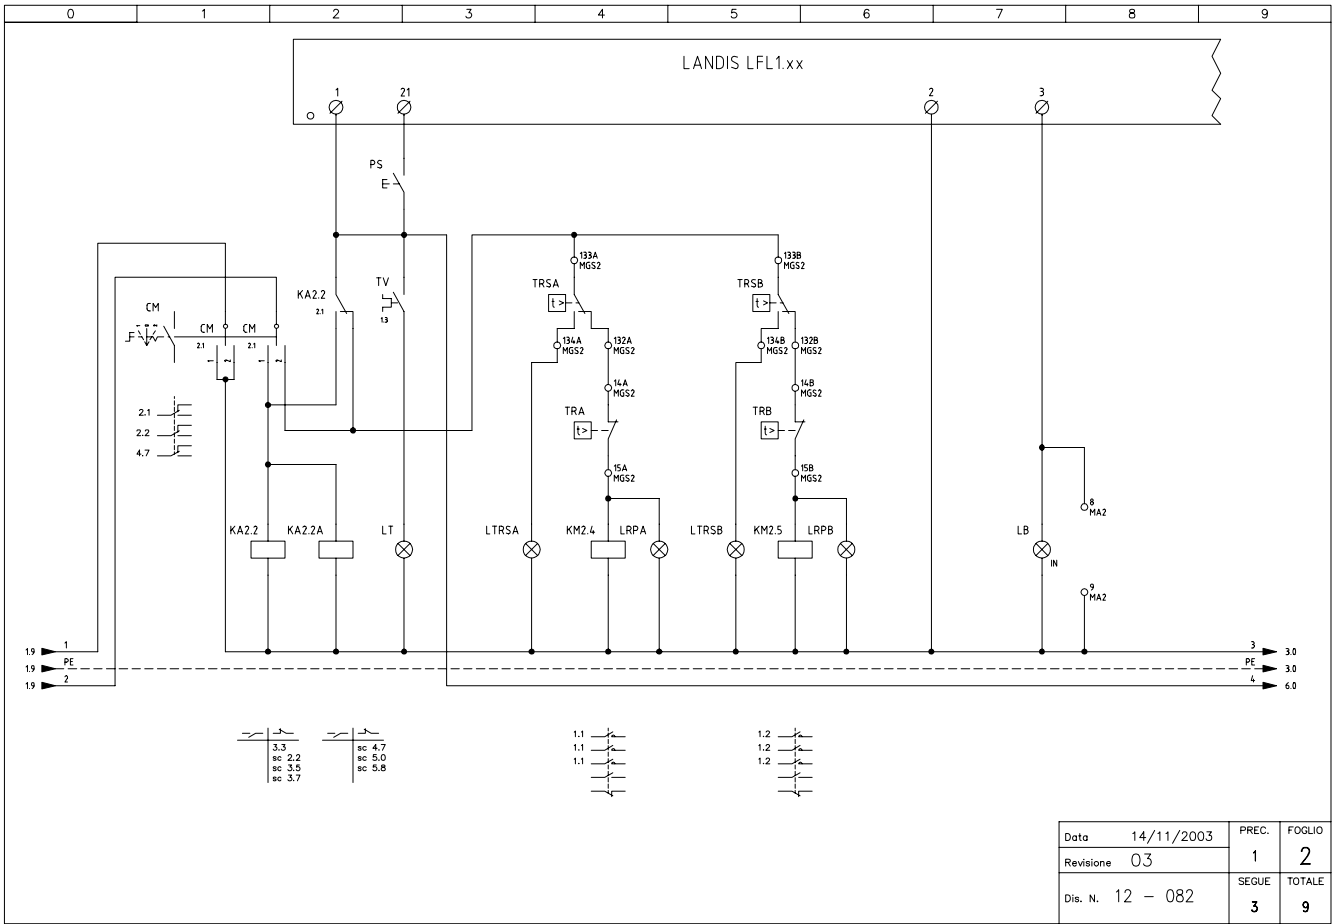 0 1 2 3 4 5 6 7 8 9
LANDIS LFL1.xx
1 21 2 3
PS
E
133A
MGS2
133B
MGS2
KA2.2
2.1
TV
1.3
TRSA
t>
TRSB
t>
CM
CM
2.1
CM
2.1
1 2 1 2
134A
MGS2
132A
MGS2
134B
MGS2
132B
MGS2
14A
MGS2
14B
MGS2
2.1
2.2
4.7
TRA
t>
TRB
t>
15A
MGS2
15B
MGS2
8
MA2
KA2.2 KA2.2A LT LTRSA KM2.4 LRPA LTRSB KM2.5 LRPB LB
IN
9
MA2
1.9 1 3 3.0
1.9 PE PE 3.0
1.9 2 4 6.0
3.3
sc 2.2
sc 3.5
sc 3.7
sc 4.7
sc 5.0
sc 5.8
1.1
1.1
1.1
1.2
1.2
1.2
Data 14/11/2003
Revisione 03
Dis. N. 12 - 082
PREC.
1
FOGLIO
2
SEGUE
3
TOTALE
9